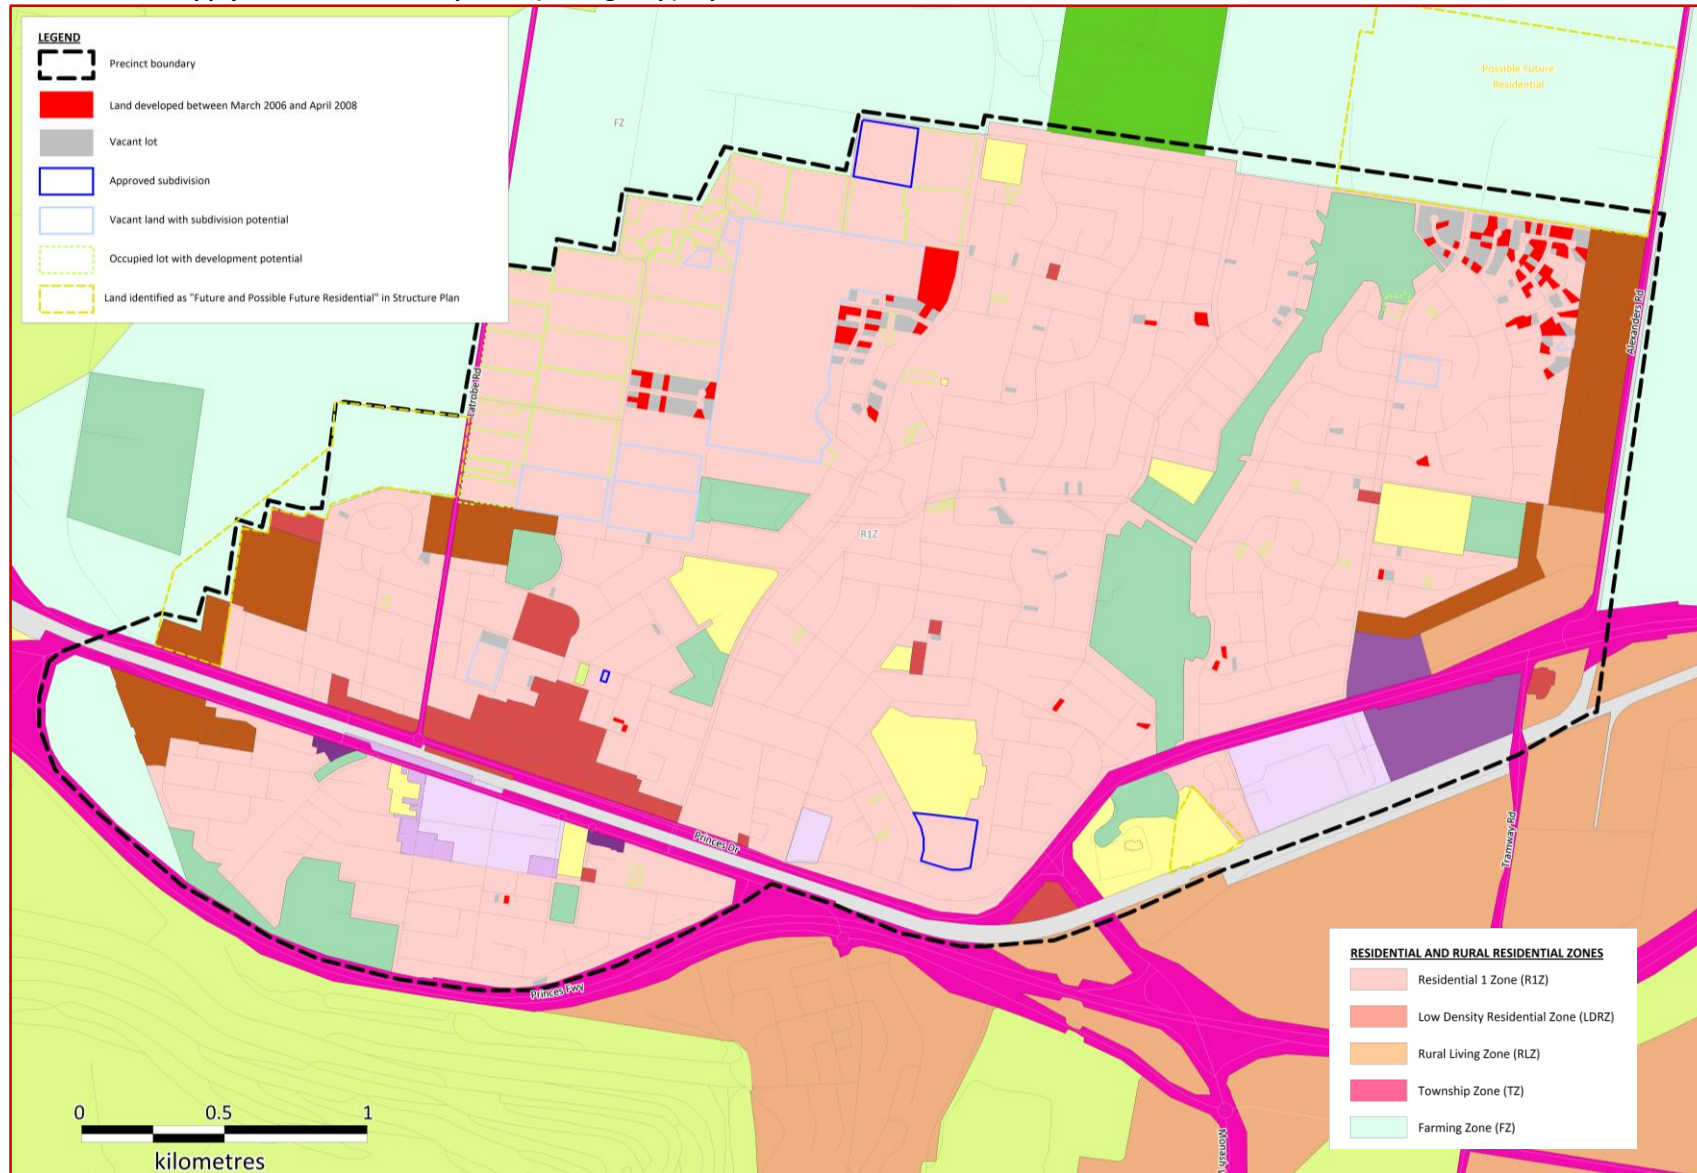 LEGEND
Precinct boundary
Land developed between March 2006 and April 2008
Vacant lot
Approved subdivision
Vacant land with subdivision potential
Occupied lot with development potential
Land identified as "Future and Possible Future Residential" in Structure Plan
FZ
Possible Future
Residential
Alexanders Rd
Latrobe Rd
R1Z
Princes Dr
Tramway Rd
Princes Fwy
RESIDENTIAL AND RURAL RESIDENTIAL ZONES
Residential 1 Zone (R1Z)
Low Density Residential Zone (LDRZ)
Rural Living Zone (RLZ)
Township Zone (TZ)
Farming Zone (FZ)
0 0.5 1
kilometres
Monash